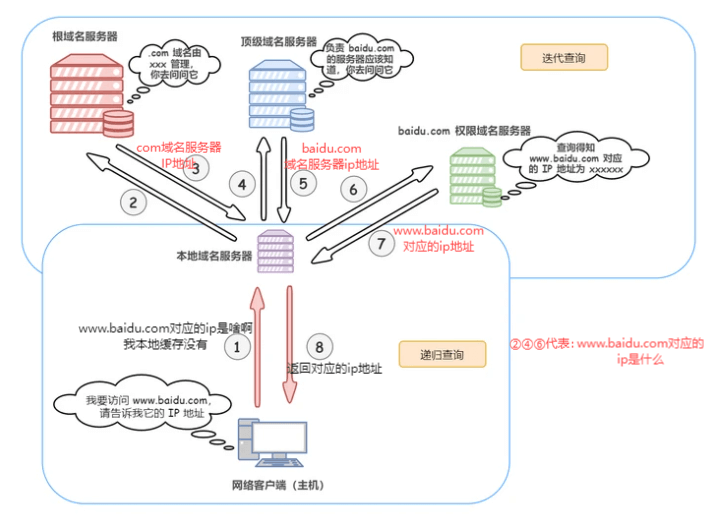 根域名服务器
.com 域名由
xxx 管理，
你去问问它
顶级域名服务器
负责 baidu.com
的服务器应该知
道，你去问问它
迭代查询
baidu.com 权限域名服务器
查询得知
www.baidu.com 对应
的 IP 地址为 xxxxxx
com域名服务器
IP地址
3
baidu.com
域名服务器ip地址
2
4
5
6
7
www.baidu.com
对应的ip地址
本地域名服务器
www.baidu.com对应的ip是啥啊
我本地缓存没有
1
8
返回对应的ip地址
递归查询
②④⑥代表：www.baidu.com对应的
ip是什么
我要访问 www.baidu.com，
请告诉我它的 IP 地址
网络客户端（主机）